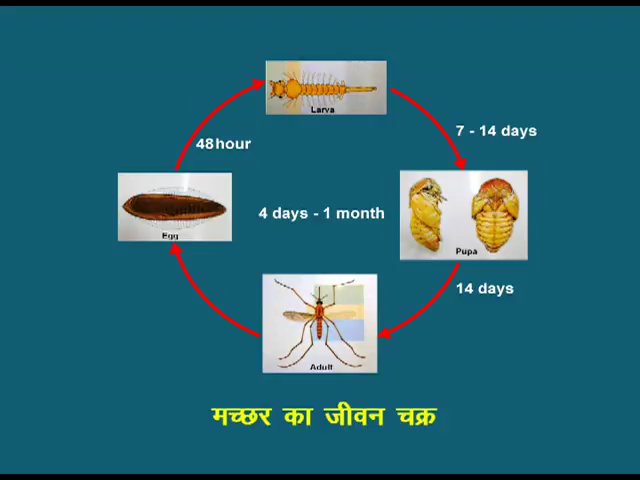 Larva
7 - 14 days
48hour
4 days - 1 month
Egg
Pupa
14 days
Adult
मच्छर का जीवन चक्र